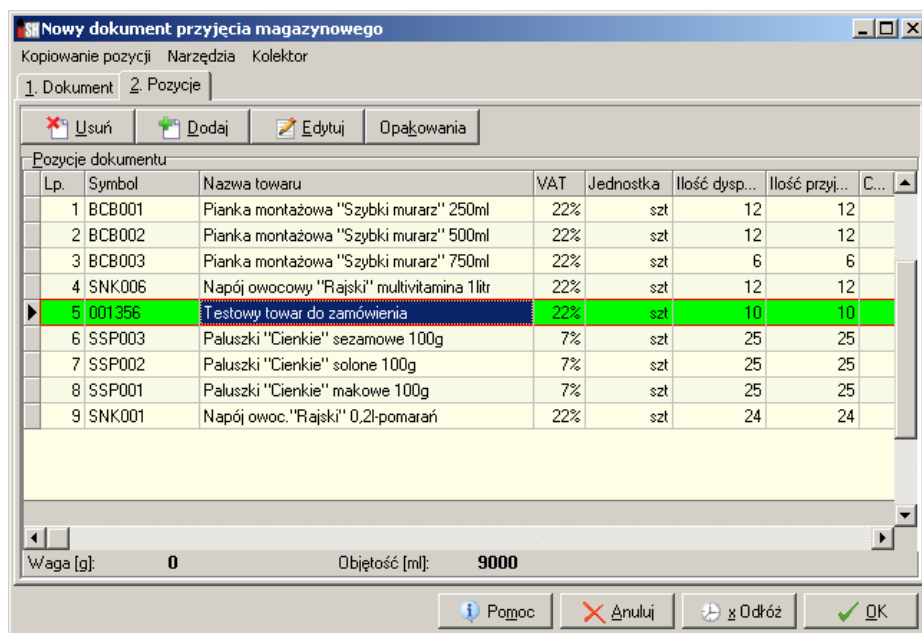 SH Nowy dokument przyjęcia magazynowego
Kopiowanie pozycji Narzędzia Kolektor
1. Dokument 2. Pozycje
Usuń Dodaj Edytuj Opakowania
Pozycje dokumentu
Lp. Symbol Nazwa towaru VAT Jednostka Ilość dysp... Ilość przyj... C...
1 BCB001 Pianka montażowa "Szybki murarz" 250ml 22% szt 12 12
2 BCB002 Pianka montażowa "Szybki murarz" 500ml 22% szt 12 12
3 BCB003 Pianka montażowa "Szybki murarz" 750ml 22% szt 6 6
4 SNK006 Napój owocowy "Rajski" multivitamina 1litr 22% szt 12 12
5 001356 Testowy towar do zamówienia 22% szt 10 10
6 SSP003 Paluszki "Cienkie" sezamowe 100g 7% szt 25 25
7 SSP002 Paluszki "Cienkie" solone 100g 7% szt 25 25
8 SSP001 Paluszki "Cienkie" makowe 100g 7% szt 25 25
9 SNK001 Napój owoc."Rajski" 0,2l-pomarań 22% szt 24 24
Waga [g]: 0 Objętość [ml]: 9000
Pomoc Anuluj x Odłóż OK